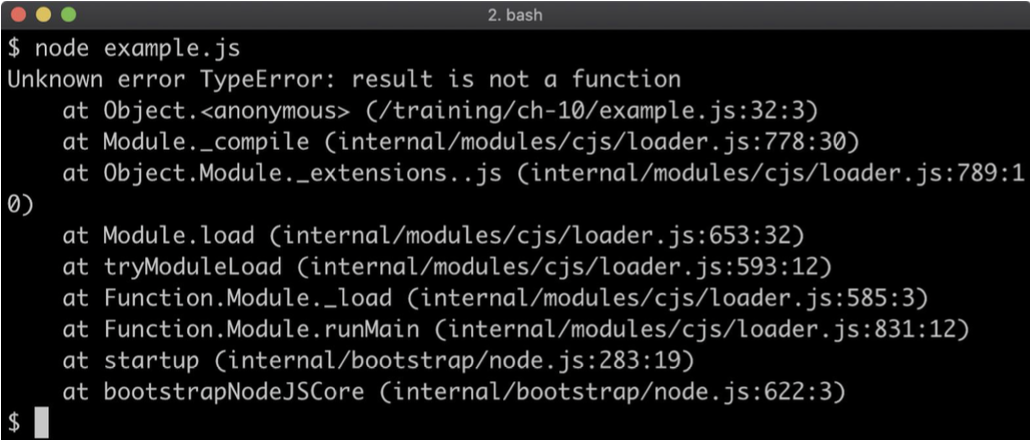 2. bash
$ node example.js
Unknown error TypeError: result is not a function
    at Object.<anonymous> (/training/ch-10/example.js:32:3)
    at Module._compile (internal/modules/cjs/loader.js:778:30)
    at Object.Module._extensions..js (internal/modules/cjs/loader.js:789:1
0)
    at Module.load (internal/modules/cjs/loader.js:653:32)
    at tryModuleLoad (internal/modules/cjs/loader.js:593:12)
    at Function.Module._load (internal/modules/cjs/loader.js:585:3)
    at Function.Module.runMain (internal/modules/cjs/loader.js:831:12)
    at startup (internal/bootstrap/node.js:283:19)
    at bootstrapNodeJSCore (internal/bootstrap/node.js:622:3)
$